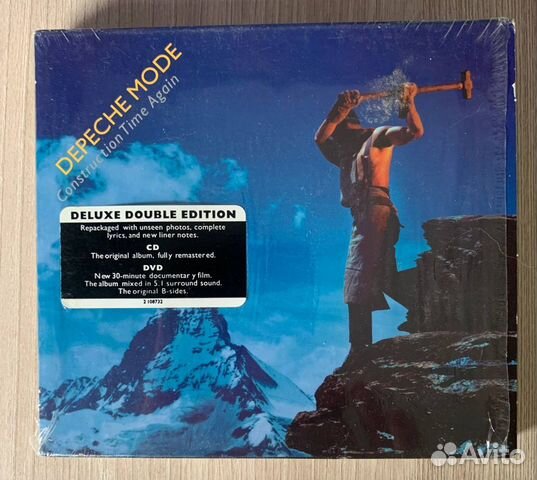 DEPECHE MODE
Construction Time Again
DELUXE DOUBLE EDITION
Repackaged with unseen photos, complete
lyrics, and new liner notes.
CD
The original album, fully remastered.
DVD
New 30-minute documentary film.
The album mixed in 5.1 surround sound.
The original B-sides.
2 108732
Avito